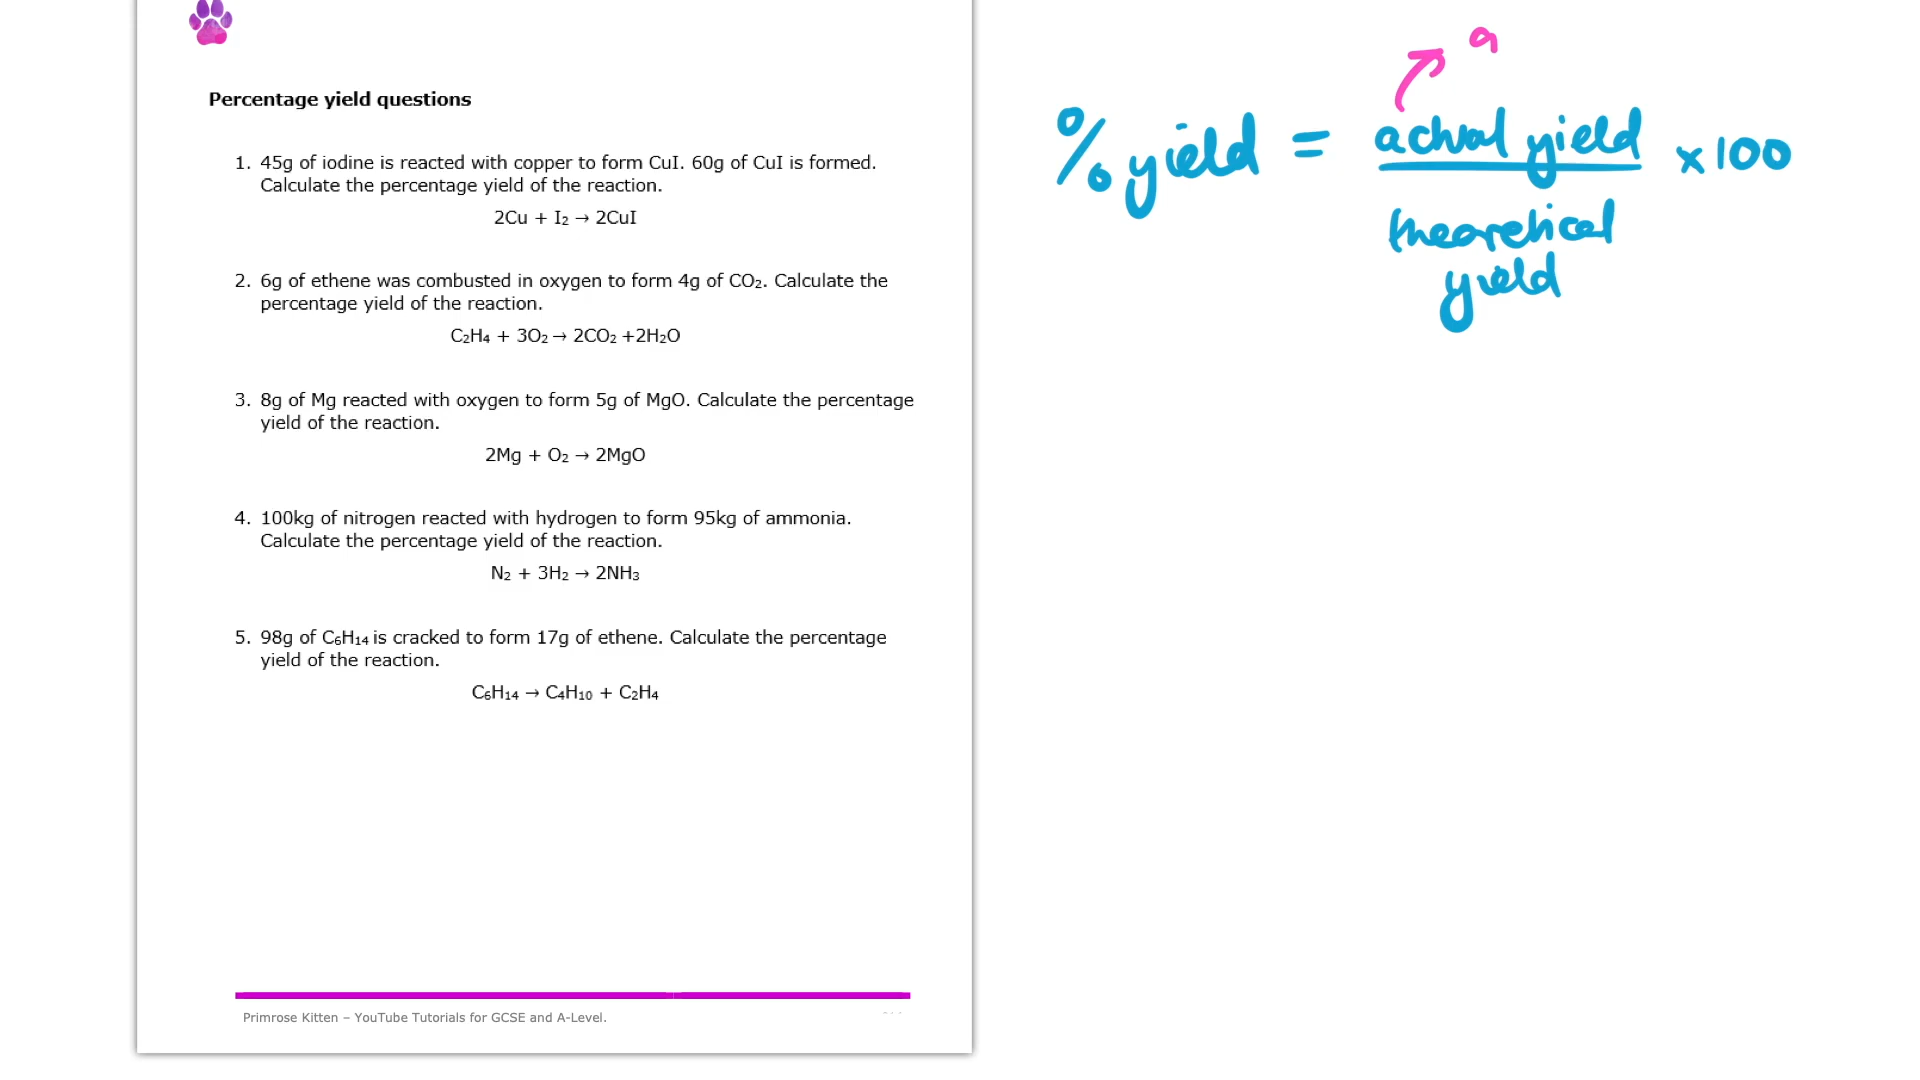 Percentage yield questions
1. 45g of iodine is reacted with copper to form CuI. 60g of CuI is formed.
Calculate the percentage yield of the reaction.
2Cu + I₂ → 2CuI
2. 6g of ethene was combusted in oxygen to form 4g of CO₂. Calculate the
percentage yield of the reaction.
C₂H₄ + 3O₂ → 2CO₂ +2H₂O
3. 8g of Mg reacted with oxygen to form 5g of MgO. Calculate the percentage
yield of the reaction.
2Mg + O₂ → 2MgO
4. 100kg of nitrogen reacted with hydrogen to form 95kg of ammonia.
Calculate the percentage yield of the reaction.
N₂ + 3H₂ → 2NH₃
5. 98g of C₆H₁₄ is cracked to form 17g of ethene. Calculate the percentage
yield of the reaction.
C₆H₁₄ → C₄H₁₀ + C₂H₄
Primrose Kitten – YouTube Tutorials for GCSE and A-Level.
a
% yield = actual yield × 100
theoretical
yield